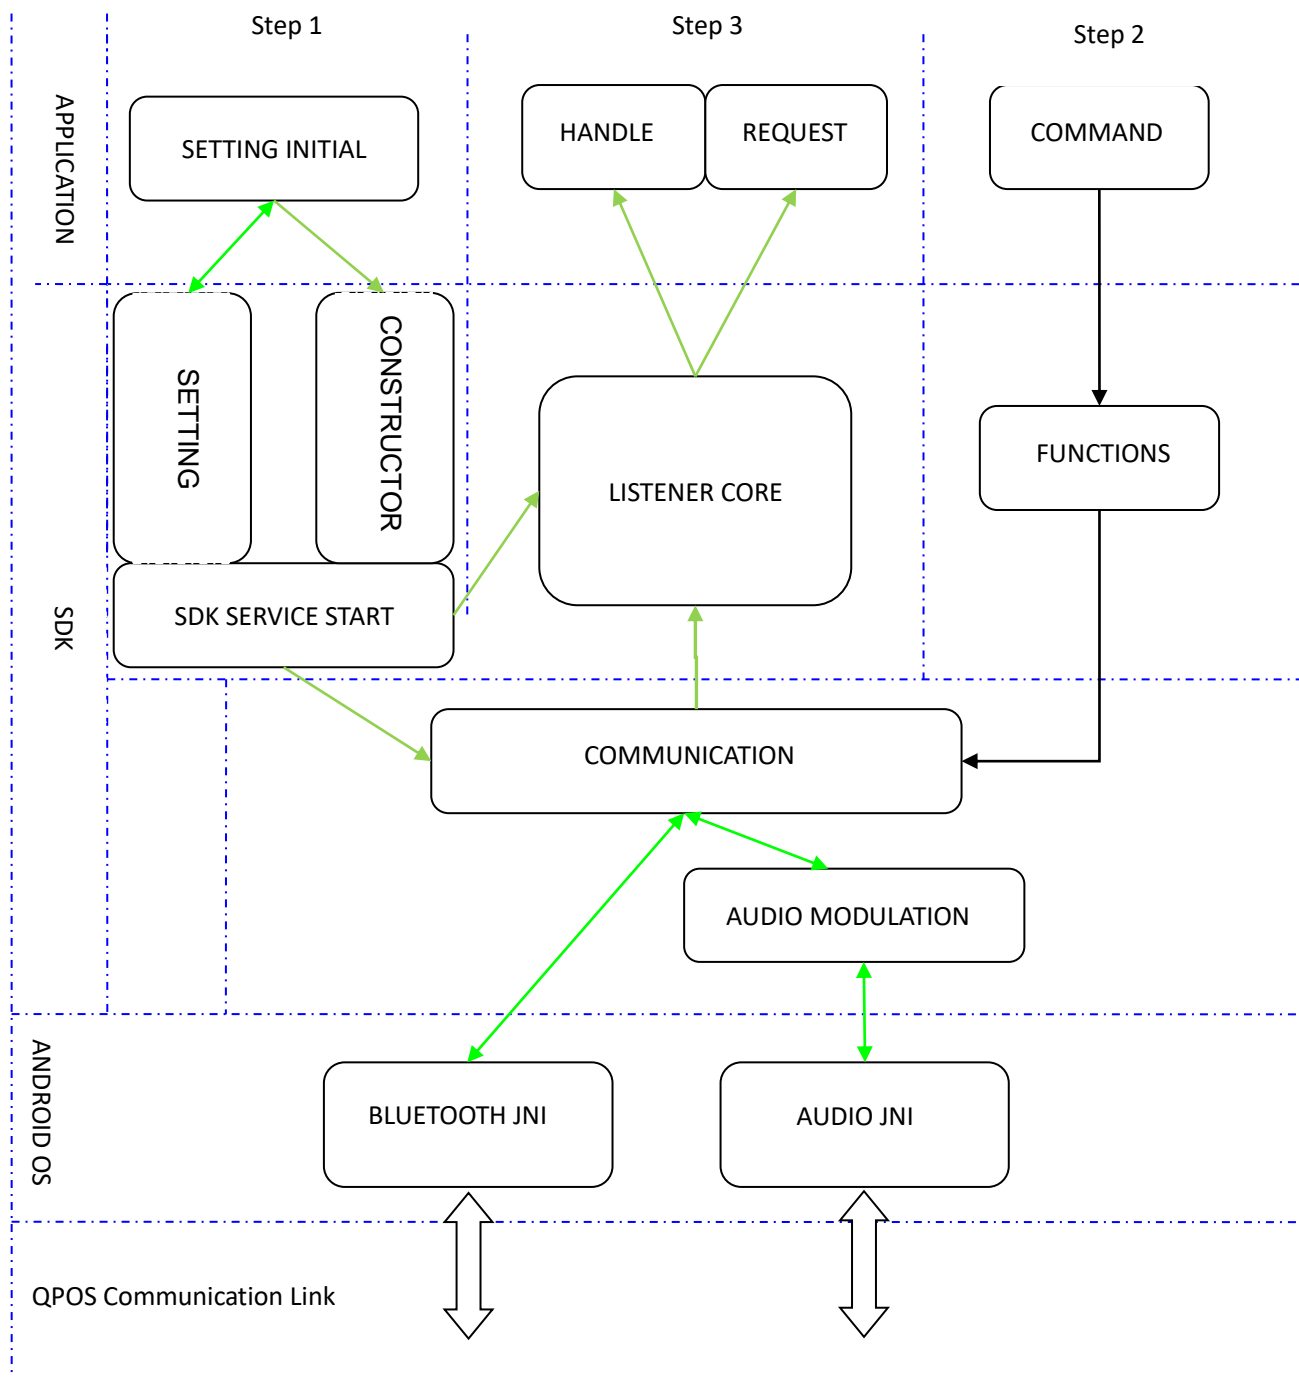 Step 1
Step 3
Step 2
APPLICATION
SETTING INITIAL
HANDLE
REQUEST
COMMAND
SETTING
CONSTRUCTOR
LISTENER CORE
FUNCTIONS
SDK
SDK SERVICE START
COMMUNICATION
AUDIO MODULATION
ANDROID OS
BLUETOOTH JNI
AUDIO JNI
QPOS Communication Link